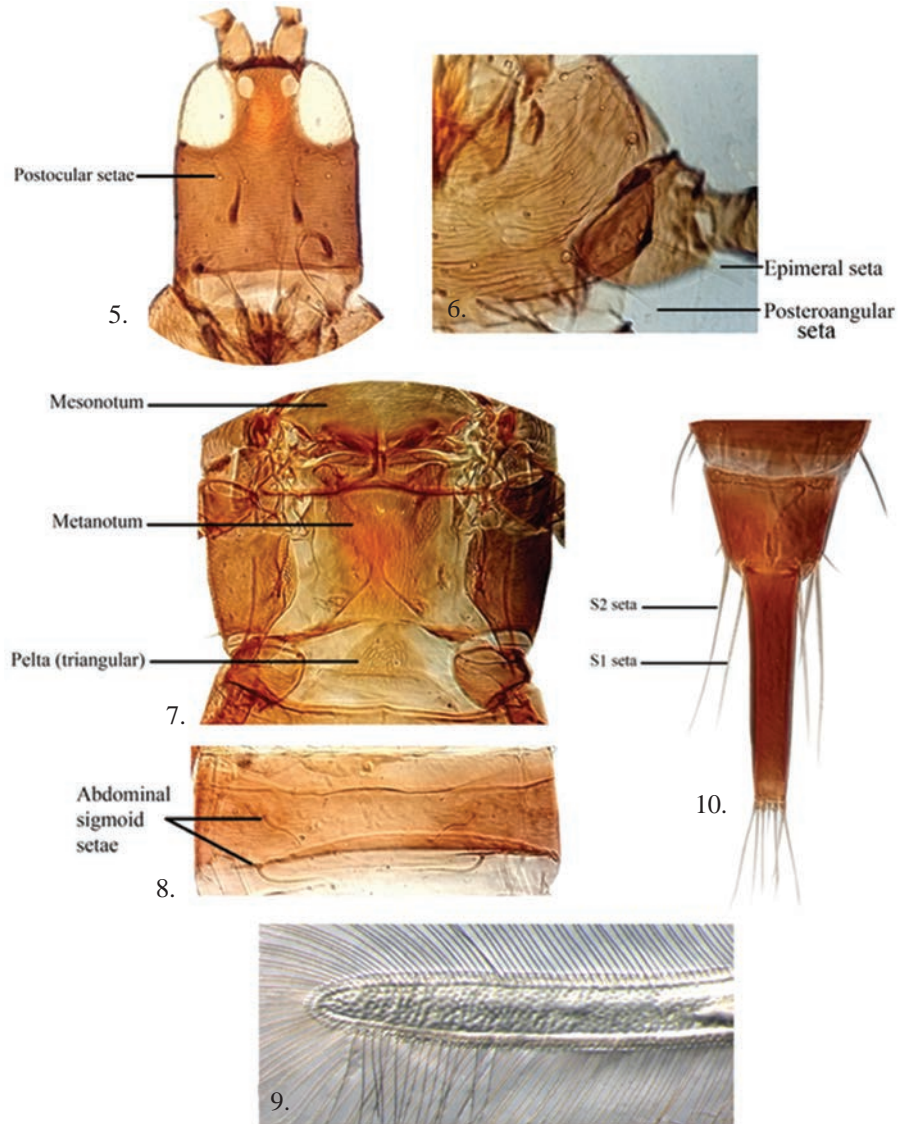 Postocular setae
5.
6.
Epimeral seta
Posteroangular
seta
Mesonotum
Metanotum
Pelta (triangular)
7.
Abdominal
sigmoid
setae
8.
S2 seta
S1 seta
10.
9.